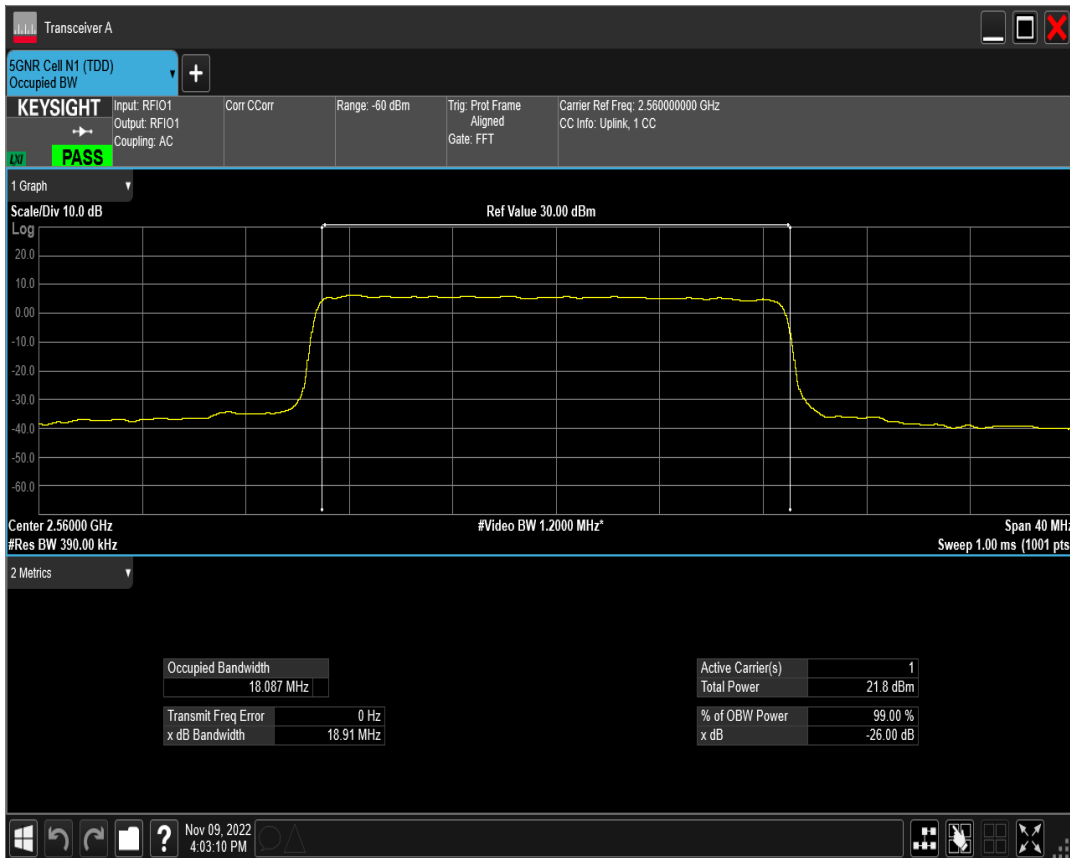 Transceiver A
5GNR Cell N1 (TDD)
Occupied BW
+
KEYSIGHT
LXI
PASS
Input: RFIO1
Output: RFIO1
Coupling: AC
Corr CCorr
Range: -60 dBm
Trig: Prot Frame
Aligned
Gate: FFT
Carrier Ref Freq: 2.560000000 GHz
CC Info: Uplink, 1 CC
1 Graph
Scale/Div 10.0 dB
Ref Value 30.00 dBm
Log
20.0
10.0
0.00
-10.0
-20.0
-30.0
-40.0
-50.0
-60.0
Center 2.56000 GHz
#Video BW 1.2000 MHz*
Span 40 MHz
#Res BW 390.00 kHz
Sweep 1.00 ms (1001 pts
2 Metrics
Occupied Bandwidth
18.087 MHz
Transmit Freq Error 0 Hz
x dB Bandwidth 18.91 MHz
Active Carrier(s) 1
Total Power 21.8 dBm
% of OBW Power 99.00 %
x dB -26.00 dB
?
Nov 09, 2022
4:03:10 PM